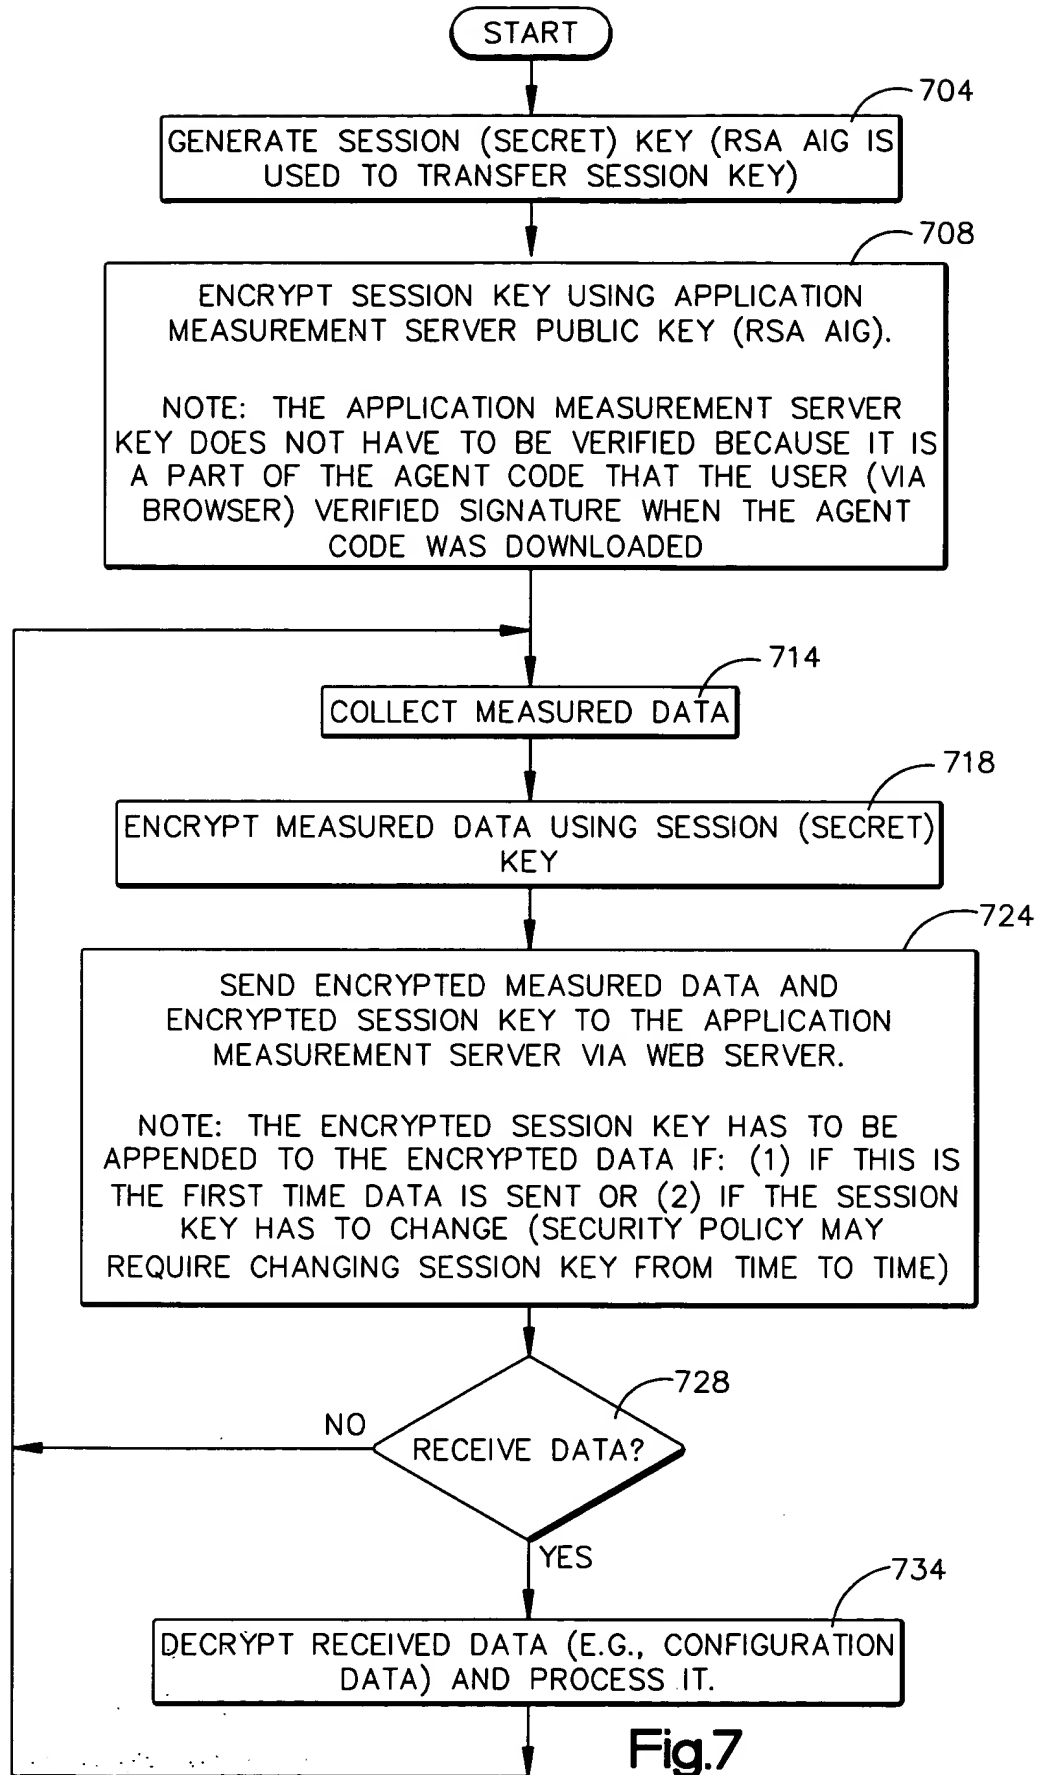 START
704
GENERATE SESSION (SECRET) KEY (RSA AIG IS
USED TO TRANSFER SESSION KEY)
708
ENCRYPT SESSION KEY USING APPLICATION
MEASUREMENT SERVER PUBLIC KEY (RSA AIG).
NOTE: THE APPLICATION MEASUREMENT SERVER
KEY DOES NOT HAVE TO BE VERIFIED BECAUSE IT IS
A PART OF THE AGENT CODE THAT THE USER (VIA
BROWSER) VERIFIED SIGNATURE WHEN THE AGENT
CODE WAS DOWNLOADED
714
COLLECT MEASURED DATA
718
ENCRYPT MEASURED DATA USING SESSION (SECRET)
KEY
724
SEND ENCRYPTED MEASURED DATA AND
ENCRYPTED SESSION KEY TO THE APPLICATION
MEASUREMENT SERVER VIA WEB SERVER.
NOTE: THE ENCRYPTED SESSION KEY HAS TO BE
APPENDED TO THE ENCRYPTED DATA IF: (1) IF THIS IS
THE FIRST TIME DATA IS SENT OR (2) IF THE SESSION
KEY HAS TO CHANGE (SECURITY POLICY MAY
REQUIRE CHANGING SESSION KEY FROM TIME TO TIME)
728
NO
RECEIVE DATA?
YES
734
DECRYPT RECEIVED DATA (E.G., CONFIGURATION
DATA) AND PROCESS IT.
Fig.7